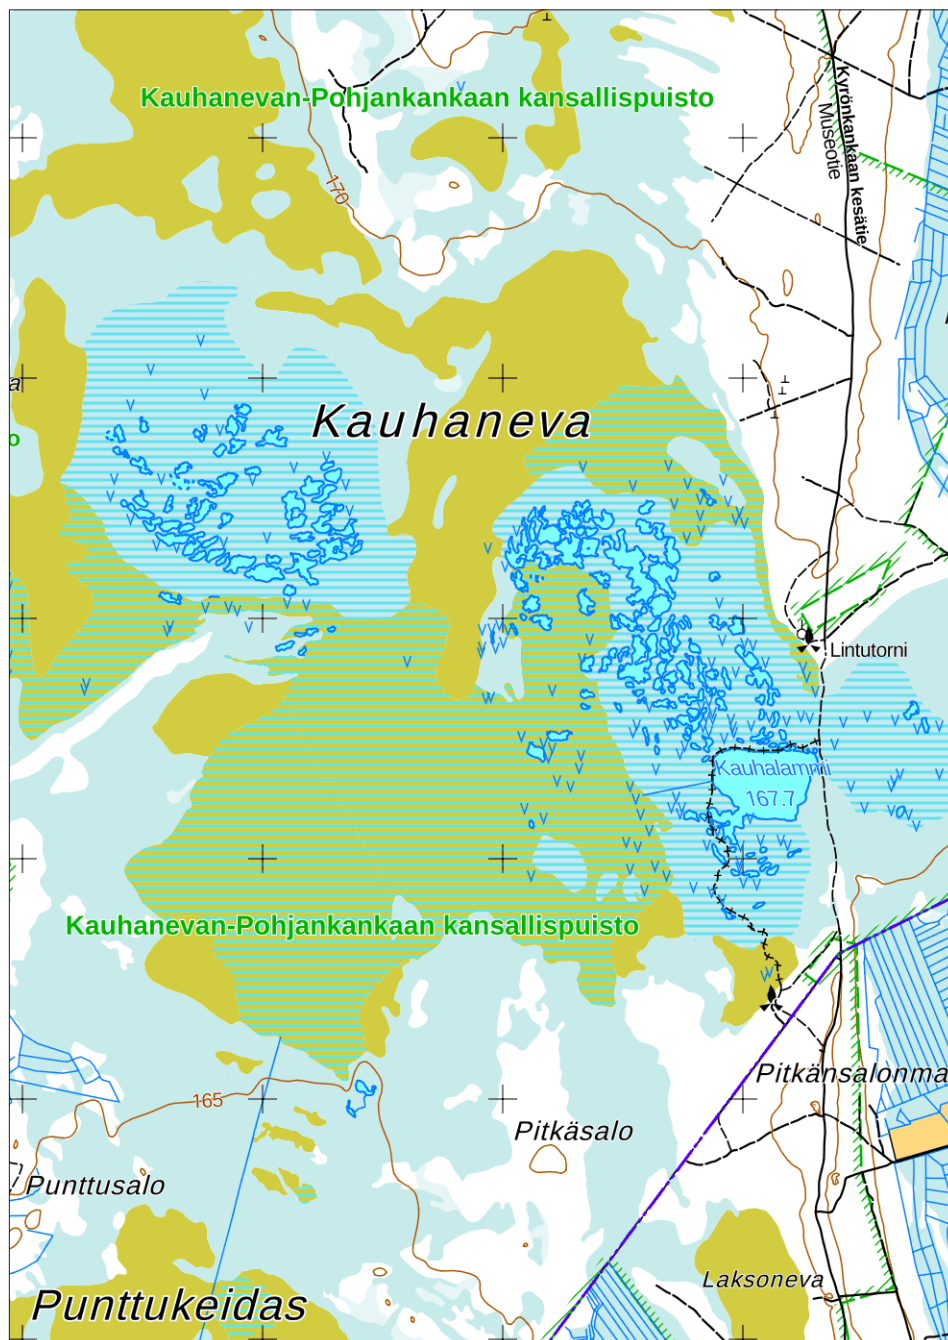 Kauhanevan-Pohjankankaan kansallispuisto
Kyrönkankaan kesätie
Museotie
170
a
Kauhaneva
o
Lintutorni
Kauhalammi
167.7
Kauhanevan-Pohjankankaan kansallispuisto
Pitkänsalonma
165
Pitkäsalo
Punttusalo
Laksoneva
Punttukeidas